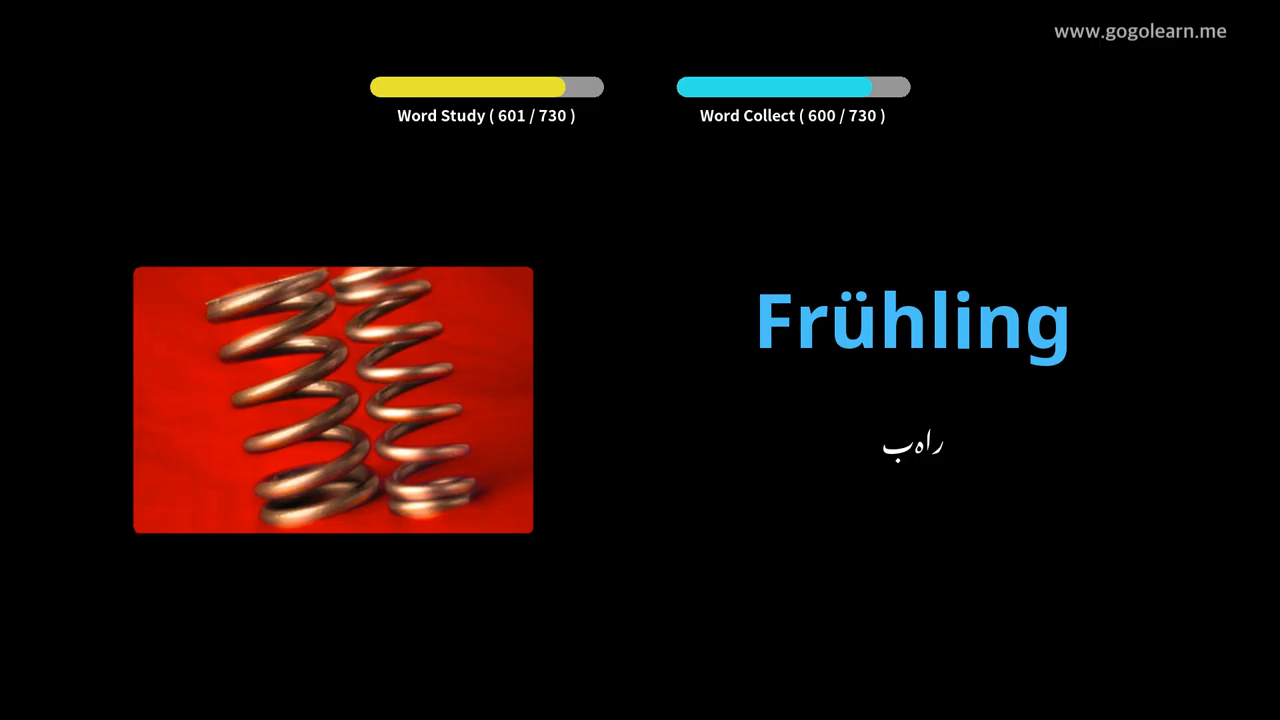 www.gogolearn.me
Word Study ( 601 / 730 )
Word Collect ( 600 / 730 )
Frühling
راه‌ب